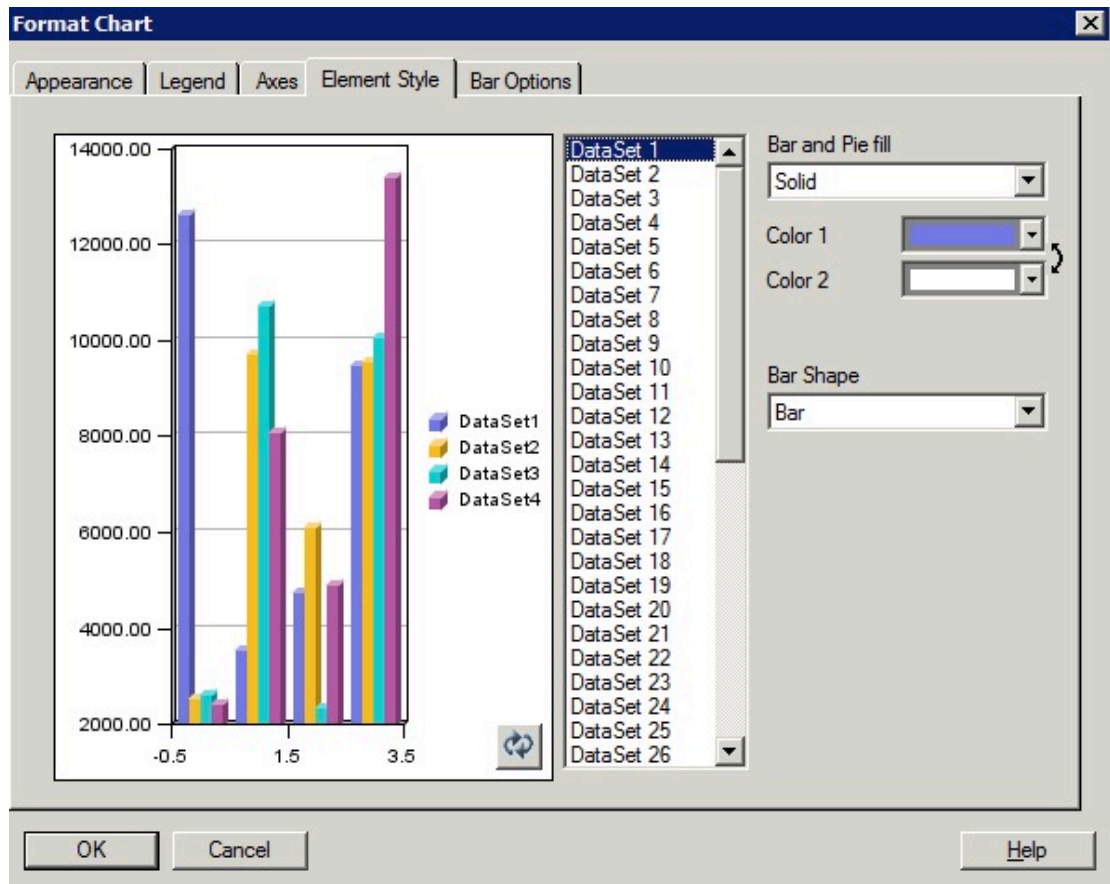 Format Chart
Appearance
Legend
Axes
Element Style
Bar Options
14000.00
12000.00
10000.00
8000.00
6000.00
4000.00
2000.00
-0.5
1.5
3.5
DataSet1
DataSet2
DataSet3
DataSet4
DataSet 1
DataSet 2
DataSet 3
DataSet 4
DataSet 5
DataSet 6
DataSet 7
DataSet 8
DataSet 9
DataSet 10
DataSet 11
DataSet 12
DataSet 13
DataSet 14
DataSet 15
DataSet 16
DataSet 17
DataSet 18
DataSet 19
DataSet 20
DataSet 21
DataSet 22
DataSet 23
DataSet 24
DataSet 25
DataSet 26
Bar and Pie fill
Solid
Color 1
Color 2
Bar Shape
Bar
OK
Cancel
Help